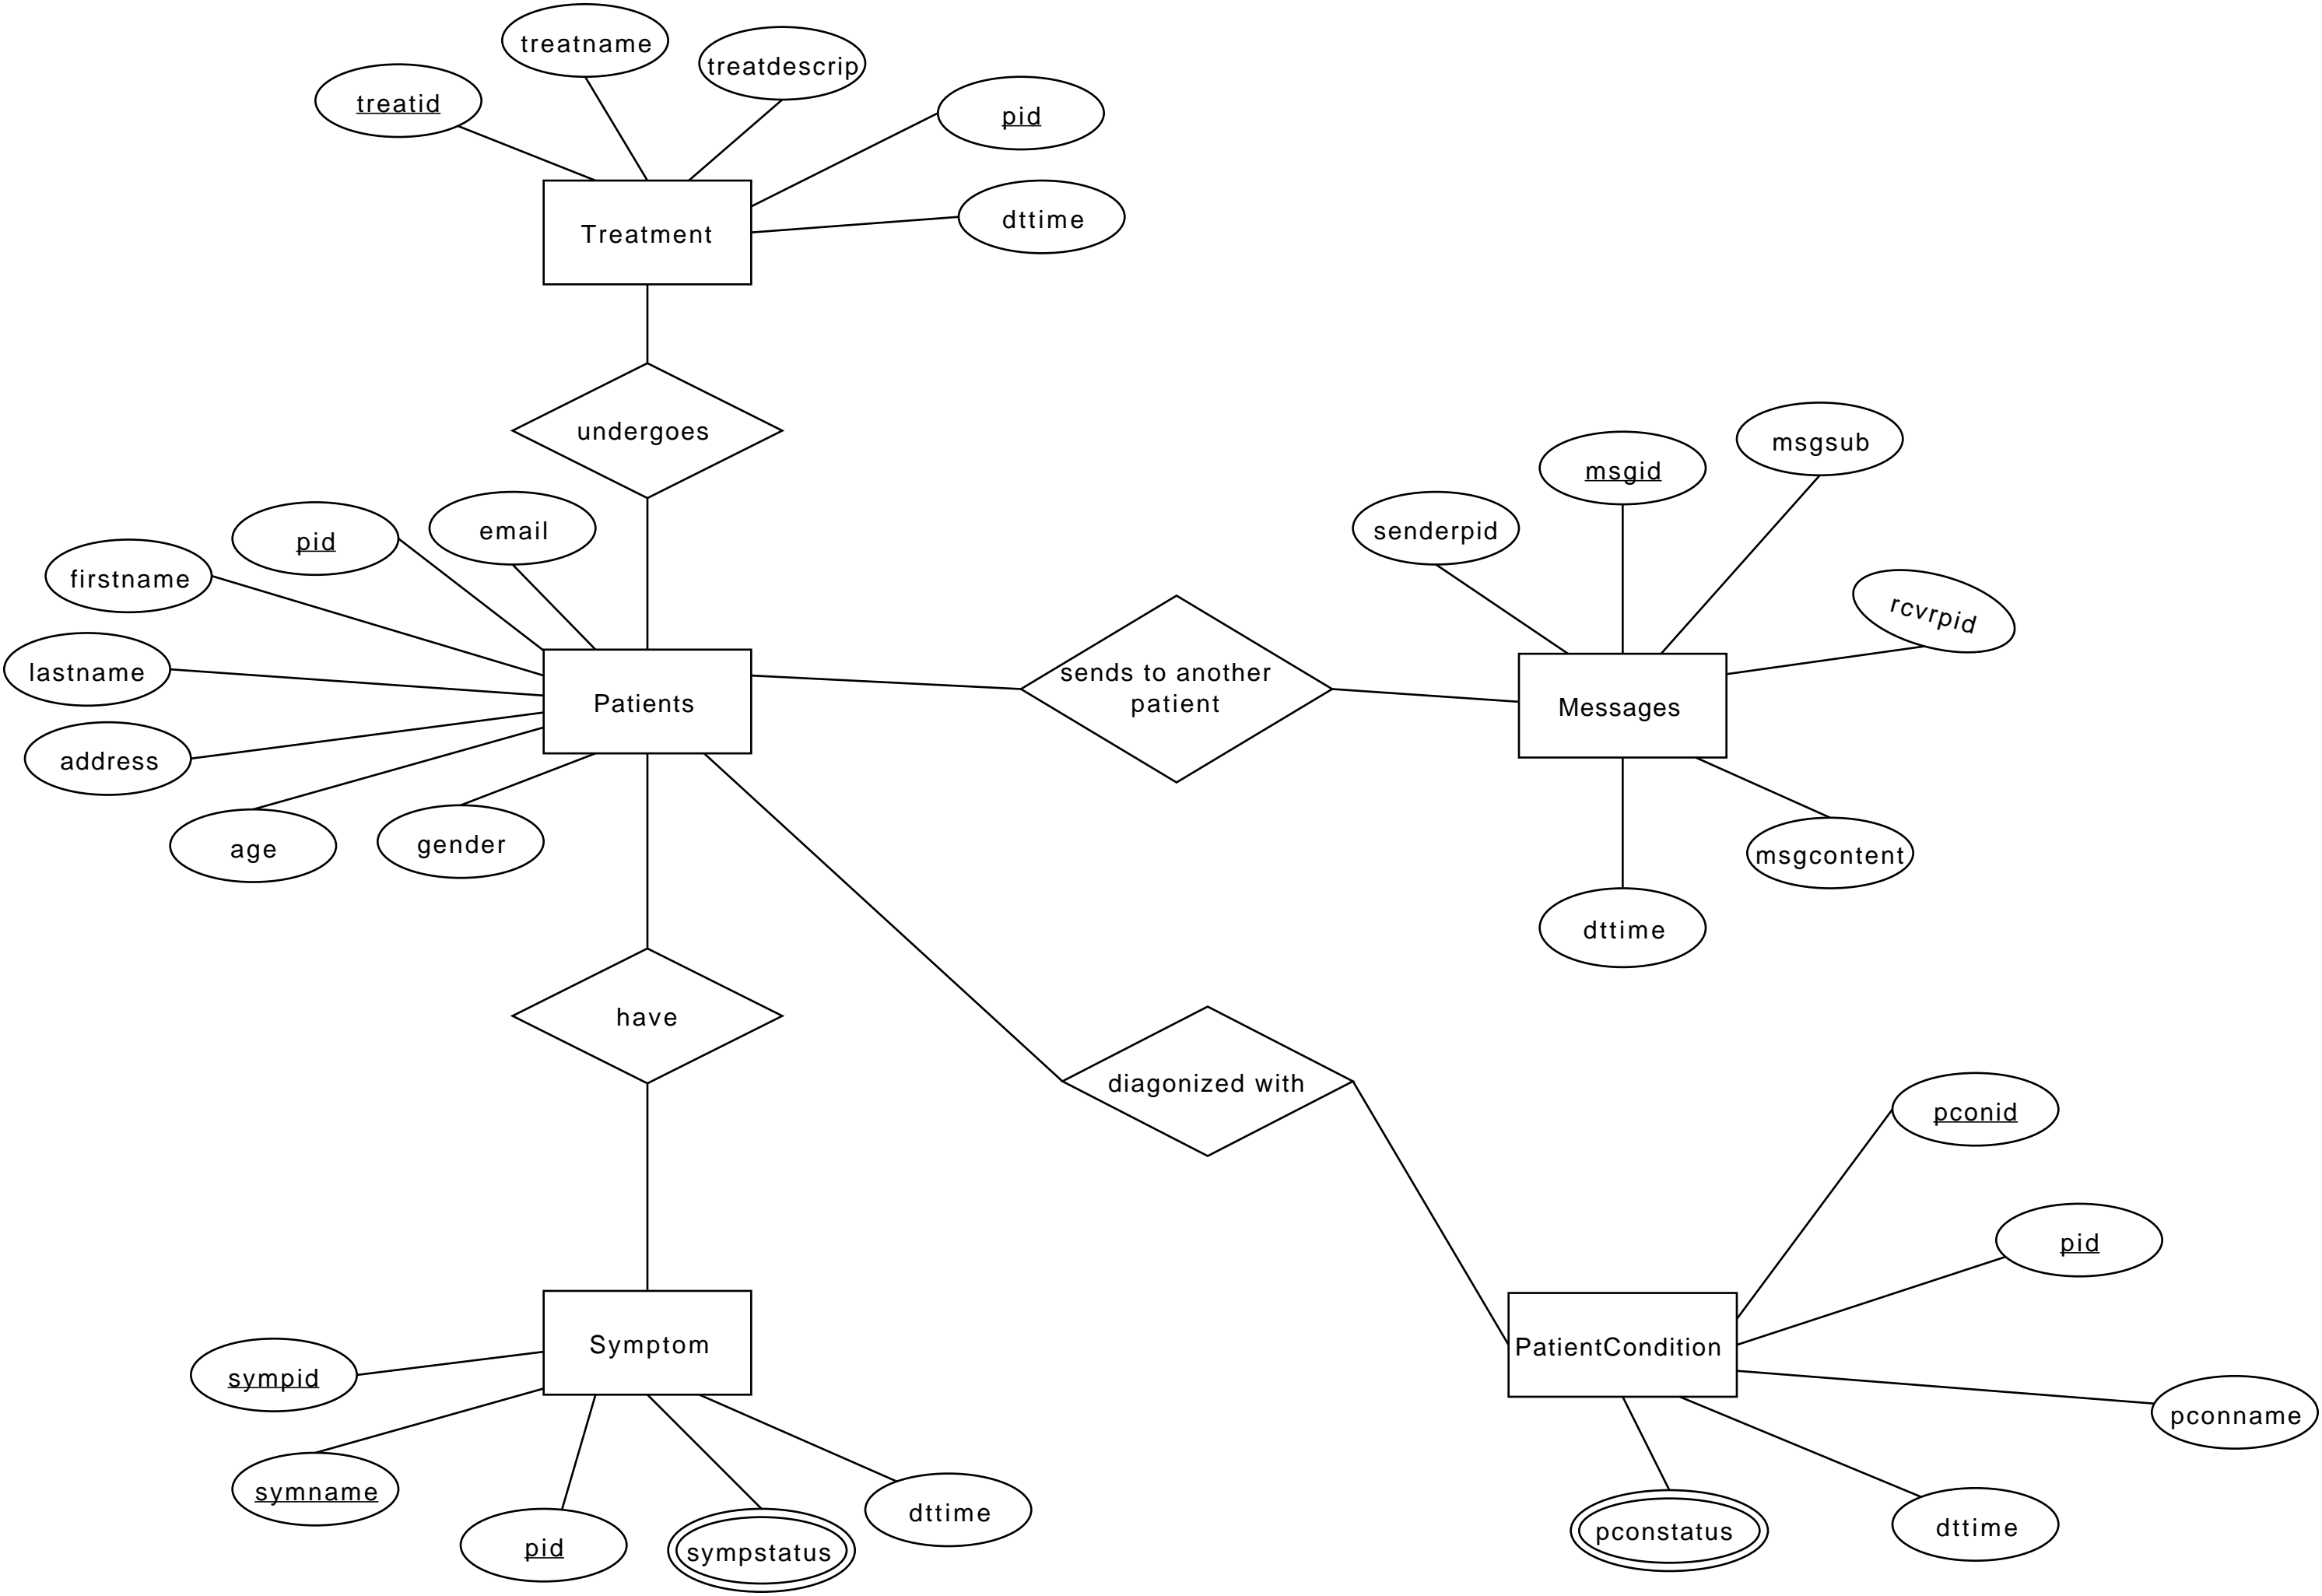 treatname
treatdescrip
treatid
pid
dttime
Treatment
undergoes
msgsub
msgid
senderpid
email
pid
firstname
rcvrpid
lastname
sends to another
patient
Patients
Messages
address
age
gender
msgcontent
dttime
have
diagonized with
pconid
pid
Symptom
PatientCondition
sympid
pconname
symname
dttime
pid
sympstatus
pconstatus
dttime